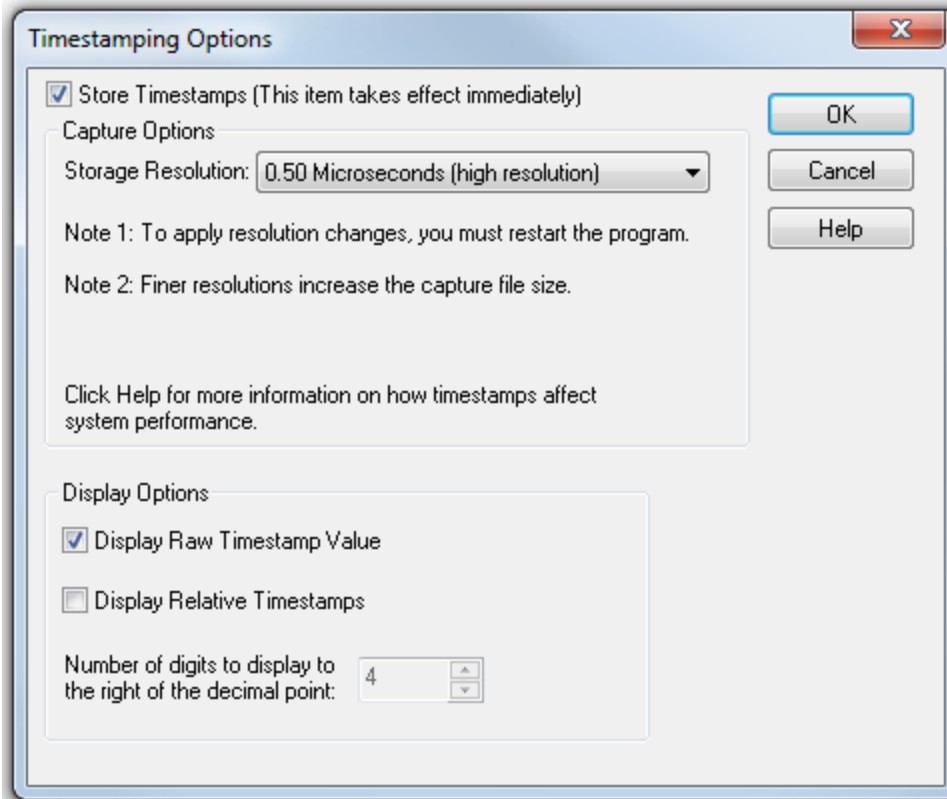 Timestamping Options
Store Timestamps (This item takes effect immediately)
OK
Capture Options
Storage Resolution: 0.50 Microseconds (high resolution)
Cancel
Note 1: To apply resolution changes, you must restart the program.
Help
Note 2: Finer resolutions increase the capture file size.
Click Help for more information on how timestamps affect
system performance.
Display Options
Display Raw Timestamp Value
Display Relative Timestamps
Number of digits to display to
the right of the decimal point: 4